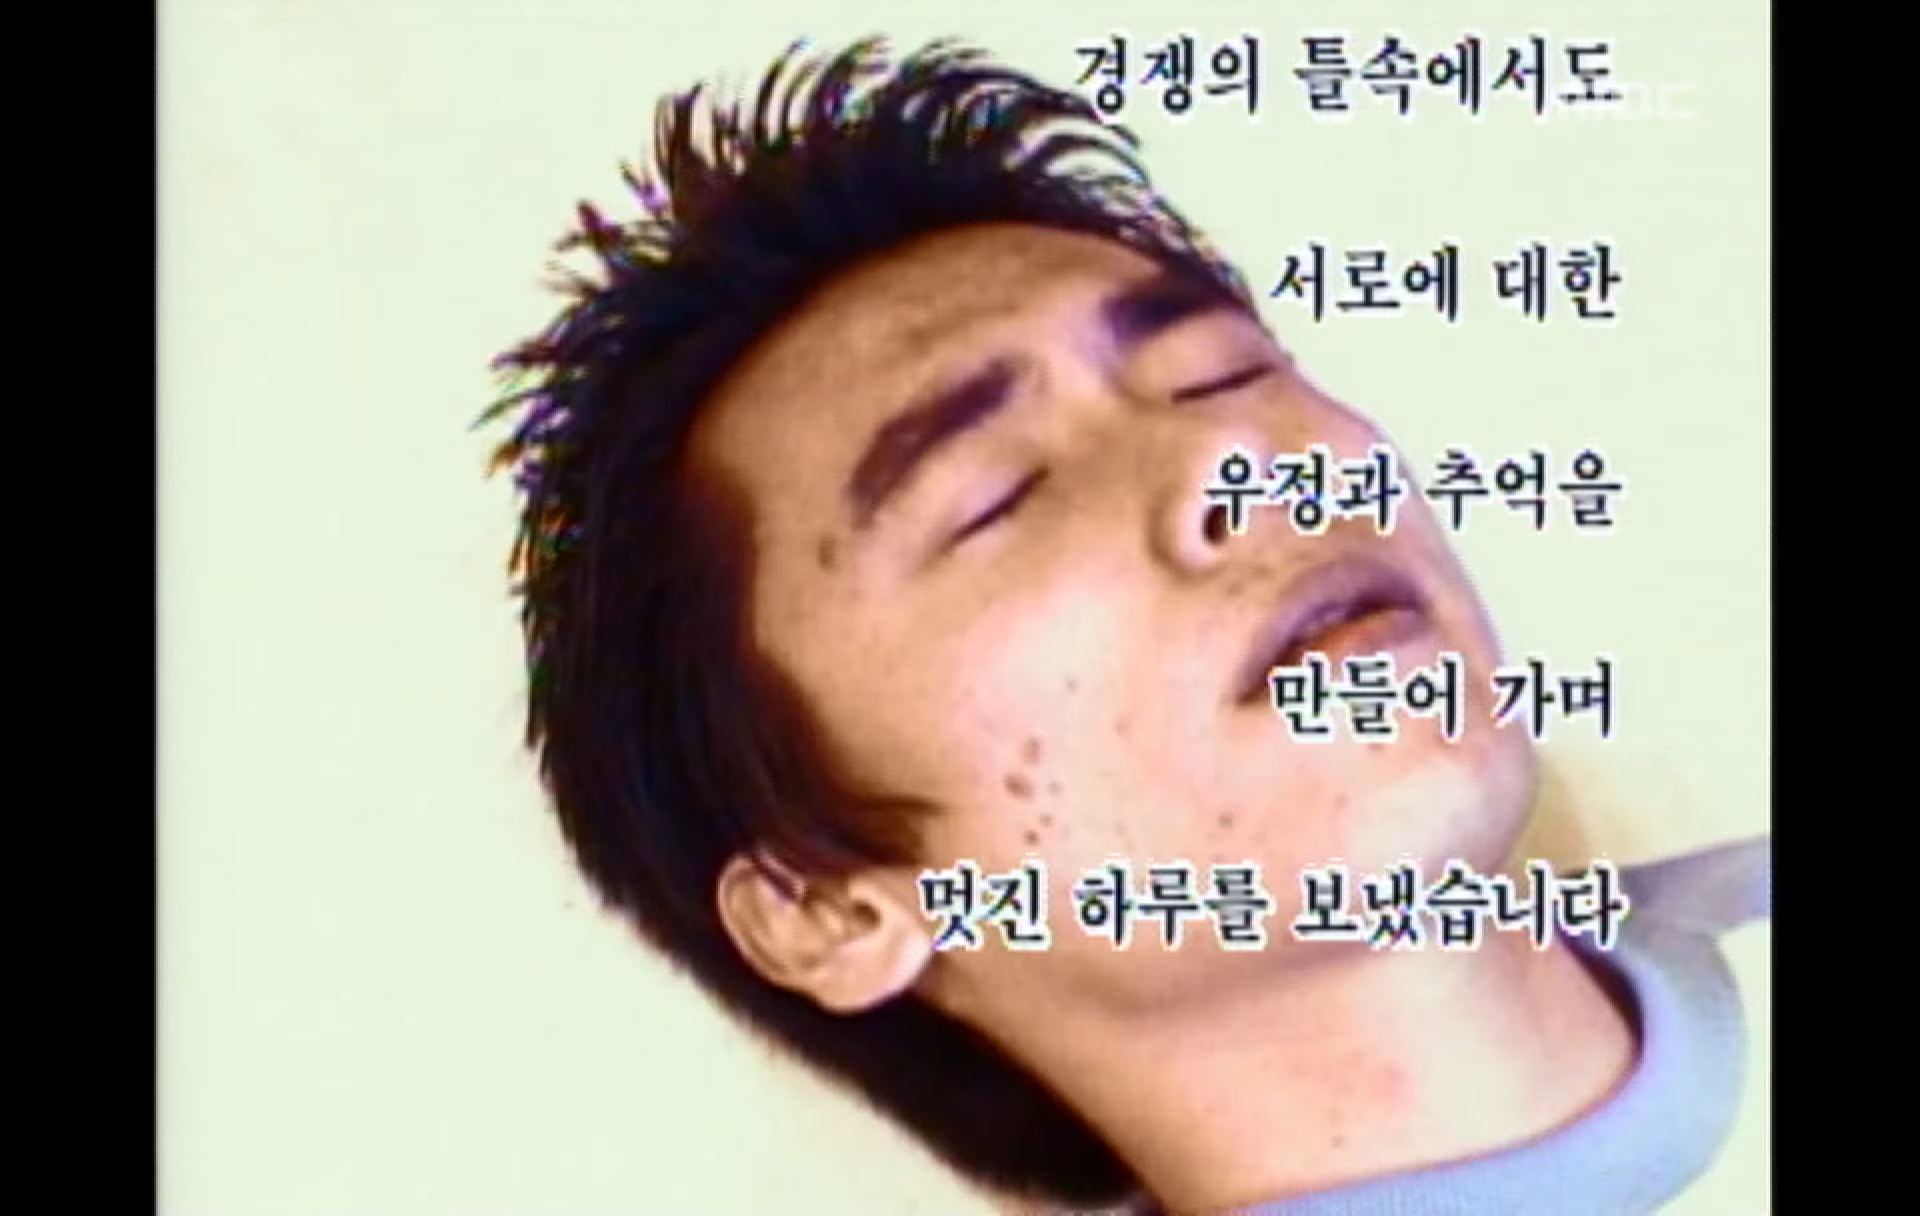 경쟁의 틀속에서도
서로에 대한
우정과 추억을
만들어 가며
멋진 하루를 보냈습니다